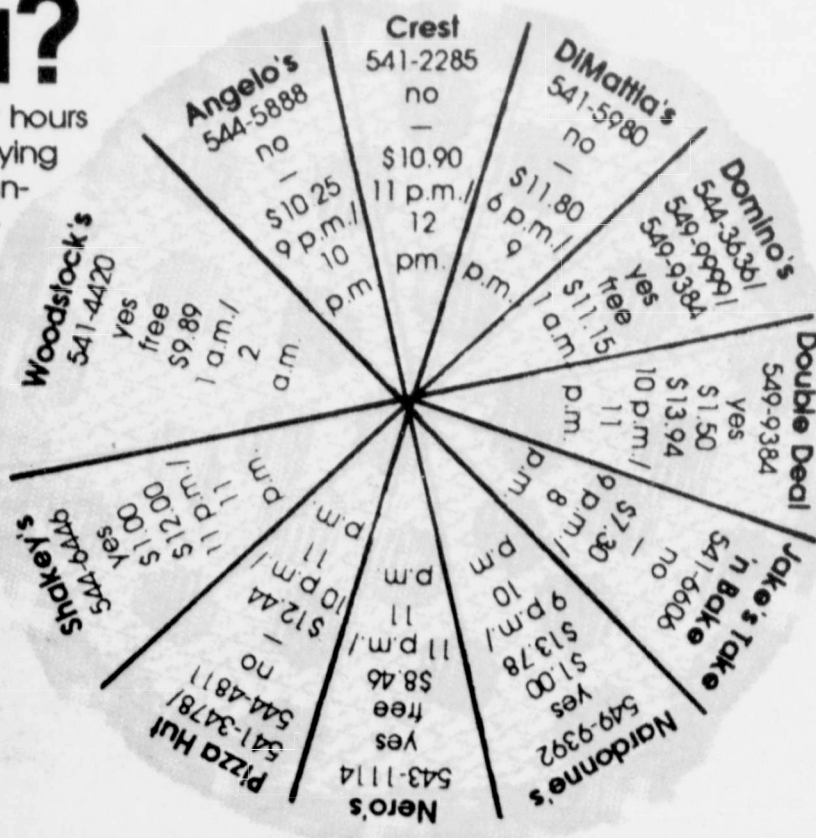 ?
hours
ying
n-
Crest
541-2285
no
—
$10.90
11 p.m./
12
pm.
DiMattia's
541-5980
no
—
$11.80
6 p.m./
9
p.m.
Domino's
544-3636/
549-9999/
549-9384
yes
free
$11.15
1 a.m.
Double Deal
549-9384
yes
$1.50
$13.94
10 p.m./
11
p.m.
Jake's Take
'n Bake
541-6606
no
—
$7.30
9 p.m./
8
p.m.
Nardonne's
549-9392
yes
$1.00
$13.78
9 p.m./
10
p.m
Nero's
543-1114
yes
free
$8.46
11 p.m./
11
p.m.
Pizza Hut
541-3478/
544-4811
no
—
$12.44
10 p.m./
11
p.m.
Shakey's
544-6446
yes
$1.00
$12.00
11 p.m./
11
p.m.
Woodstock's
541-4420
yes
free
$9.89
1 a.m./
2
a.m.
Angelo's
544-5888
no
—
$10.25
9 p.m./
10
p.m